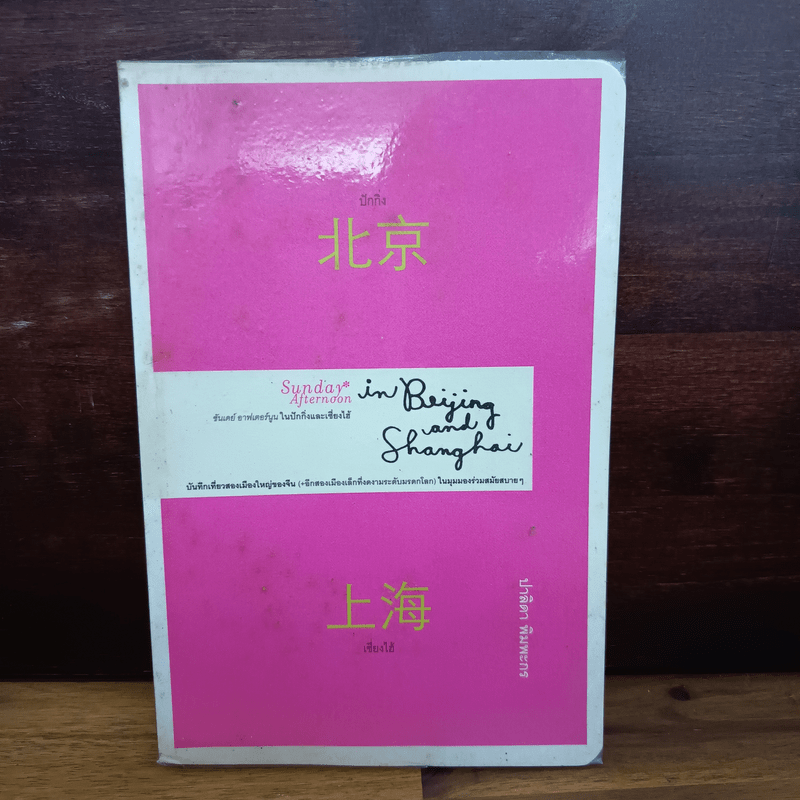 ปักกิ่ง
北京
Sunday
Afternoon
in Beijing
and
Shanghai
ซันเดย์ อาฟเตอร์นูน ในปักกิ่งและเซี่ยงไฮ้
บันทึกเที่ยวสองเมืองใหญ่ของจีน (+อีกสองเมืองเล็กที่งดงามระดับมรดกโลก) ในมุมมองร่วมสมัยสบายๆ
上海
เซี่ยงไฮ้
ปาลิดา พิมพะกร